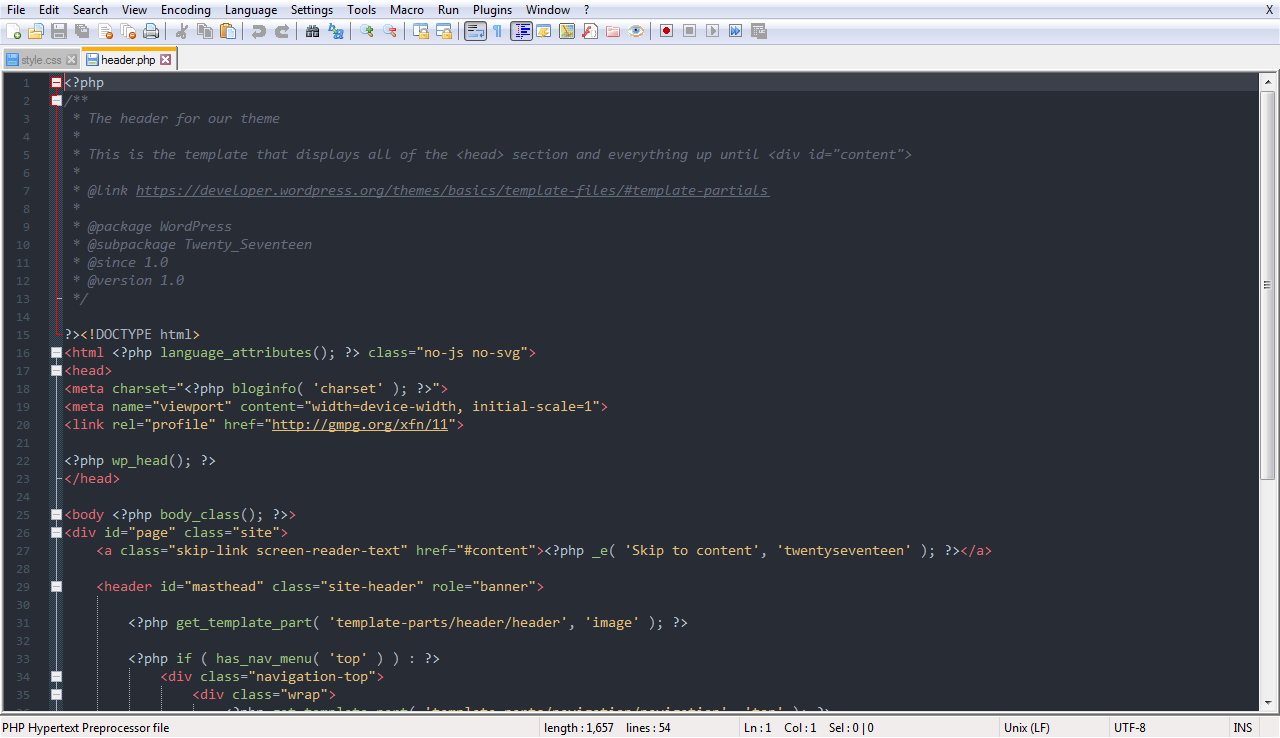 File Edit Search View Encoding Language Settings Tools Macro Run Plugins Window ? X
style.css header.php
1 <?php
2 /**
3 * The header for our theme
4 *
5 * This is the template that displays all of the <head> section and everything up until <div id="content">
6 *
7 * @link https://developer.wordpress.org/themes/basics/template-files/#template-partials
8 *
9 * @package WordPress
10 * @subpackage Twenty_Seventeen
11 * @since 1.0
12 * @version 1.0
13 */
14
15 ?><!DOCTYPE html>
16 <html <?php language_attributes(); ?> class="no-js no-svg">
17 <head>
18 <meta charset="<?php bloginfo( 'charset' ); ?>">
19 <meta name="viewport" content="width=device-width, initial-scale=1">
20 <link rel="profile" href="http://gmpg.org/xfn/11">
21
22 <?php wp_head(); ?>
23 </head>
24
25 <body <?php body_class(); ?>>
26 <div id="page" class="site">
27 <a class="skip-link screen-reader-text" href="#content"><?php _e( 'Skip to content', 'twentyseventeen' ); ?></a>
28
29 <header id="masthead" class="site-header" role="banner">
30
31 <?php get_template_part( 'template-parts/header/header', 'image' ); ?>
32
33 <?php if ( has_nav_menu( 'top' ) ) : ?>
34 <div class="navigation-top">
35 <div class="wrap">
36 <?php get_template_part( 'template-parts/navigation/navigation', 'top' ); ?>
PHP Hypertext Preprocessor file length : 1,657 lines : 54 Ln : 1 Col : 1 Sel : 0 | 0 Unix (LF) UTF-8 INS